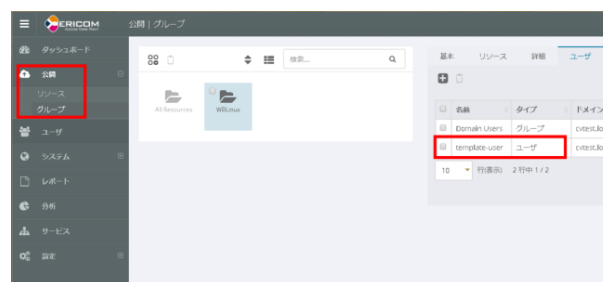 ERICOM
公開 | グループ
ダッシュボード
公開
リソース
グループ
ユーザ
システム
レポート
分析
サービス
設定
検索...
All Resources
基本
リソース
詳細
ユーザ
名前
タイプ
ドメイン
Domain Users
グループ
cvtest.lo
template-user
ユーザ
cvtest.lo
10
行(表示)
2 行中 1 / 2